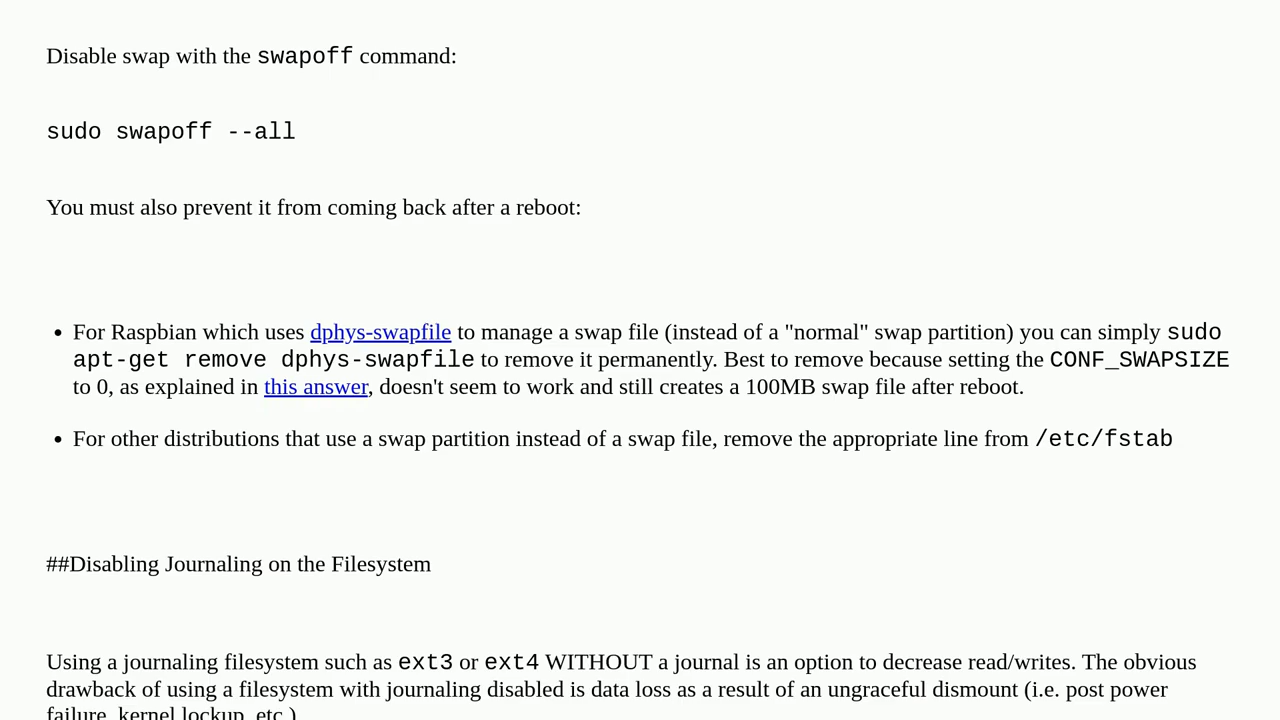 Disable swap with the swapoff command:
sudo swapoff --all
You must also prevent it from coming back after a reboot:
• For Raspbian which uses dphys-swapfile to manage a swap file (instead of a "normal" swap partition) you can simply sudo
apt-get remove dphys-swapfile to remove it permanently. Best to remove because setting the CONF_SWAPSIZE
to 0, as explained in this answer, doesn't seem to work and still creates a 100MB swap file after reboot.
• For other distributions that use a swap partition instead of a swap file, remove the appropriate line from /etc/fstab
##Disabling Journaling on the Filesystem
Using a journaling filesystem such as ext3 or ext4 WITHOUT a journal is an option to decrease read/writes. The obvious
drawback of using a filesystem with journaling disabled is data loss as a result of an ungraceful dismount (i.e. post power
failure, kernel lockup, etc.)